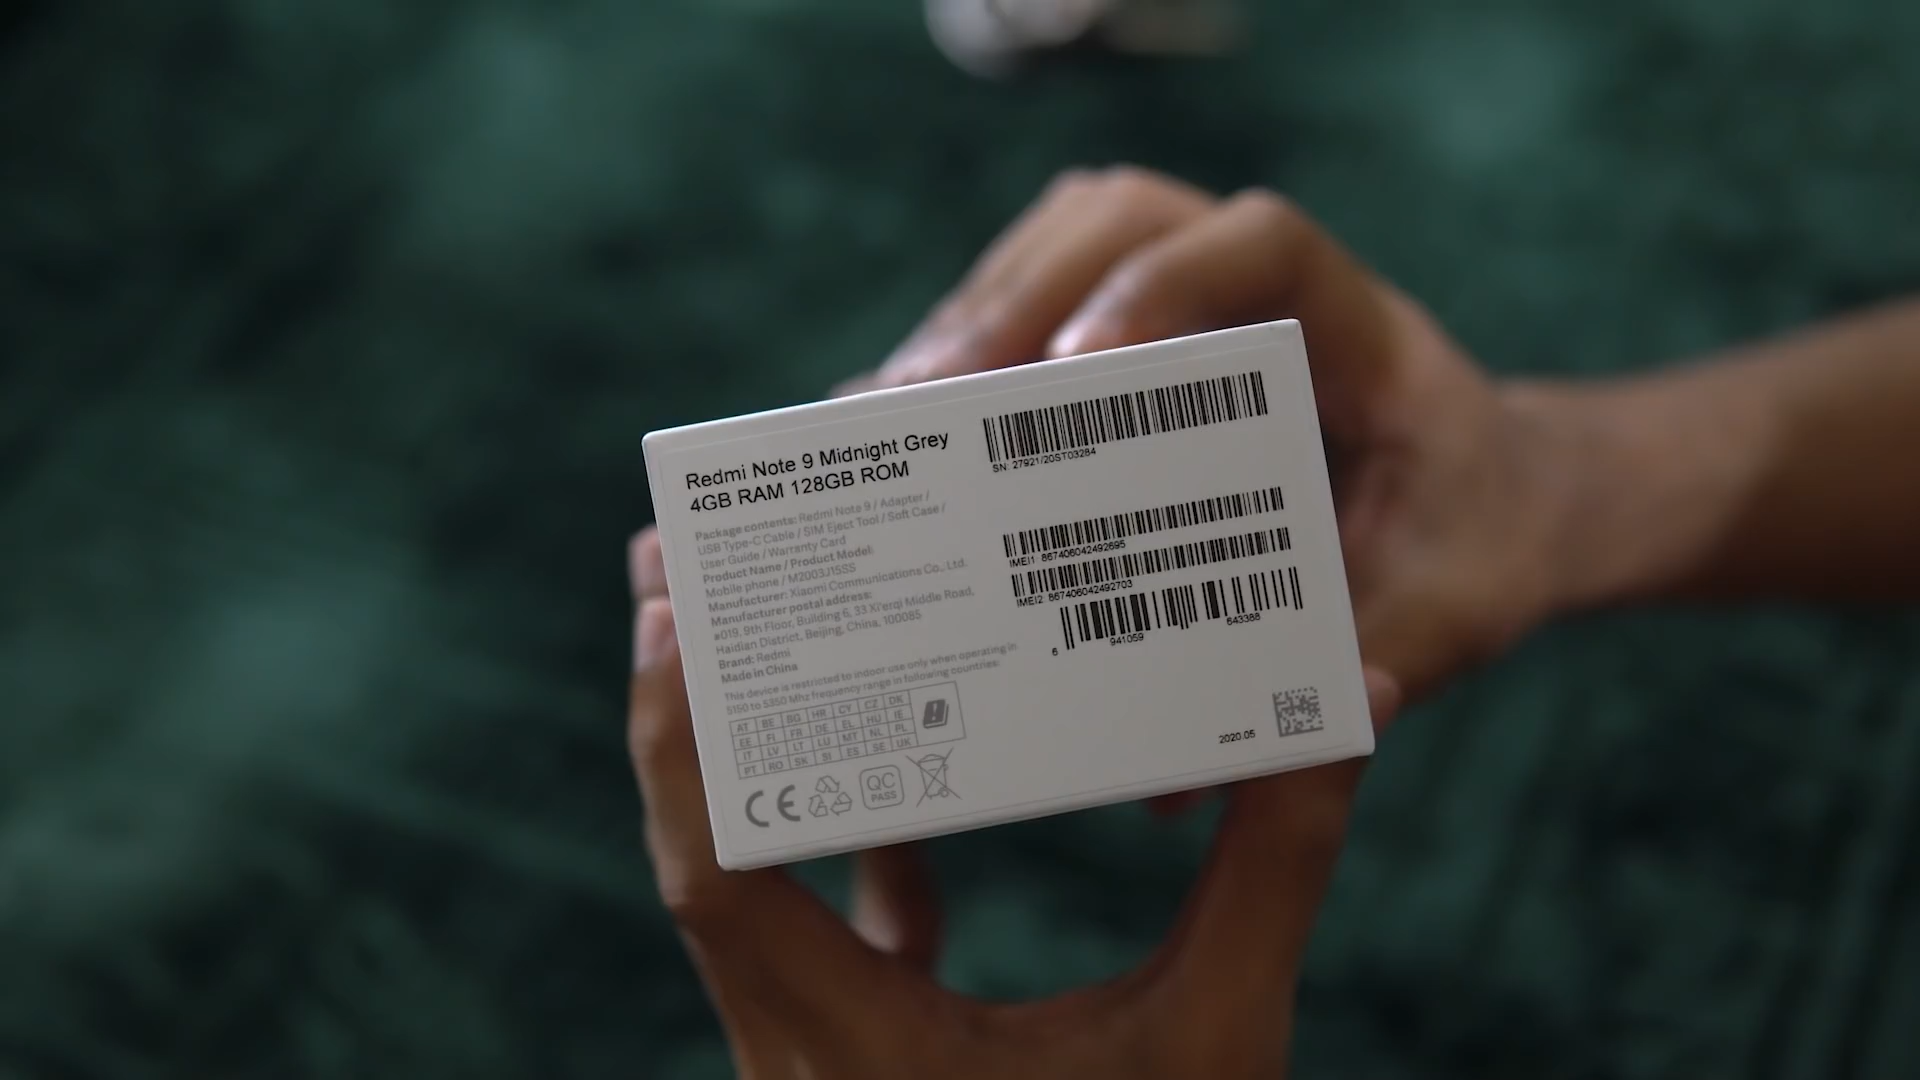 Redmi Note 9 Midnight Grey
4GB RAM 128GB ROM
Package contents: Redmi Note 9 / Adapter /
USB Type-C Cable / SIM Eject Tool / Soft Case /
User Guide / Warranty Card
Product Name / Product Model:
Mobile phone / M2003J15SS
Manufacturer: Xiaomi Communications Co., Ltd.
Manufacturer postal address:
#019, 9th Floor, Building 6, 33 Xi'erqi Middle Road,
Haidian District, Beijing, China, 100085
Brand: Redmi
Made in China
This device is restricted to indoor use only when operating in
5150 to 5350 Mhz frequency range in following countries:
AT BE BG HR CY CZ DK
EE FI FR DE EL HU IE
IT LV LT LU MT NL PL
PT RO SK SI ES SE UK
CE
QC
PASS
SN: 27921/20ST03284
IMEI1: 867406042492695
IMEI2: 867406042492703
6 941059 643388
2020.05